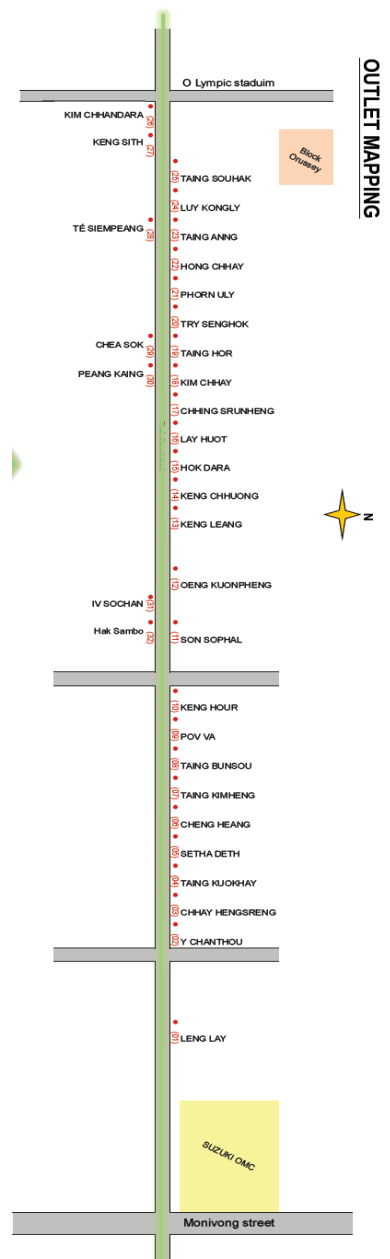 OUTLET MAPPING
O Lympic staduim
Block
Orussey
KIM CHHANDARA (26)
KENG SITH (27)
(25) TAING SOUHAK
(24) LUY KONGLY
TÉ SIEMPEANG (28)
(23) TAING ANNG
(22) HONG CHHAY
(21) PHORN ULY
(20) TRY SENGHOK
CHEA SOK (29)
(19) TAING HOR
PEANG KAING (30)
(18) KIM CHHAY
(17) CHHING SRUNHENG
(16) LAY HUOT
(15) HOK DARA
(14) KENG CHHUONG
(13) KENG LEANG
N
(12) OENG KUONPHENG
IV SOCHAN (31)
Hak Sambo (32)
(11) SON SOPHAL
(10) KENG HOUR
(09) POV VA
(08) TAING BUNSOU
(07) TAING KIMHENG
(06) CHENG HEANG
(05) SETHA DETH
(04) TAING KUOKHAY
(03) CHHAY HENGSRENG
(02) Y CHANTHOU
(01) LENG LAY
SUZUKI OMC
Monivong street